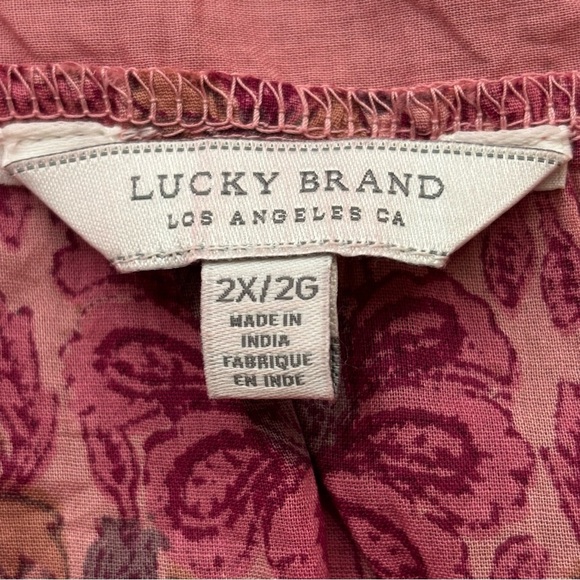 LUCKY BRAND
LOS ANGELES CA
2X/2G
MADE IN
INDIA
FABRIQUE
EN INDE